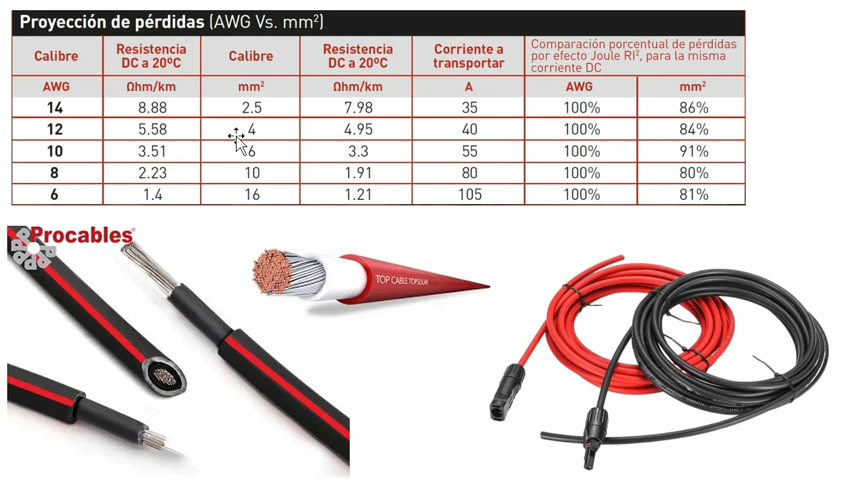 Proyección de pérdidas (AWG Vs. mm²)
Calibre Resistencia DC a 20ºC Calibre Resistencia DC a 20ºC Corriente a transportar Comparación porcentual de pérdidas por efecto Joule RI², para la misma corriente DC
AWG Ωhm/km mm² Ωhm/km A AWG mm²
14 8.88 2.5 7.98 35 100% 86%
12 5.58 4 4.95 40 100% 84%
10 3.51 6 3.3 55 100% 91%
8 2.23 10 1.91 80 100% 80%
6 1.4 16 1.21 105 100% 81%
Procables®
TOP CABLE TOPSOLAR